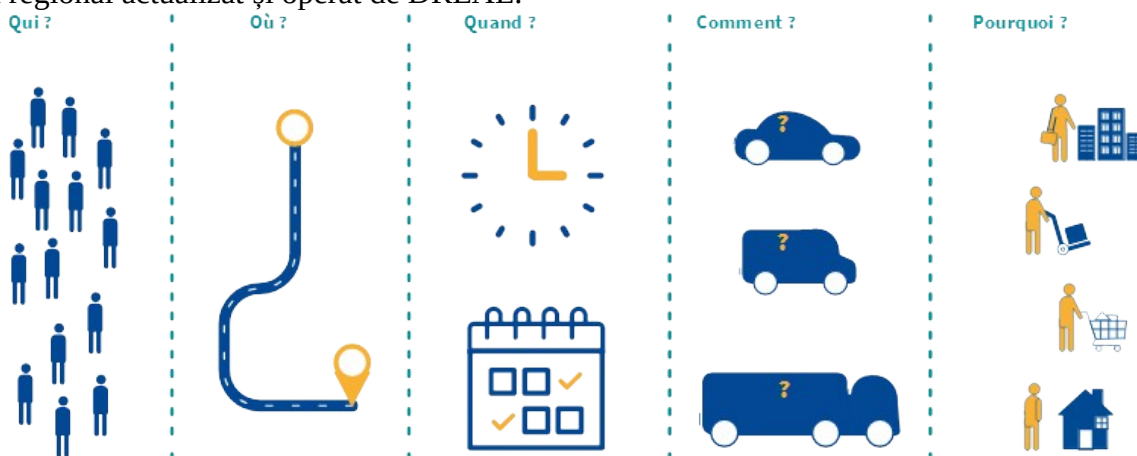 regional actualizat și operat de DREAL.
Qui ?
Où ?
Quand ?
Comment ?
Pourquoi ?
?
?
?